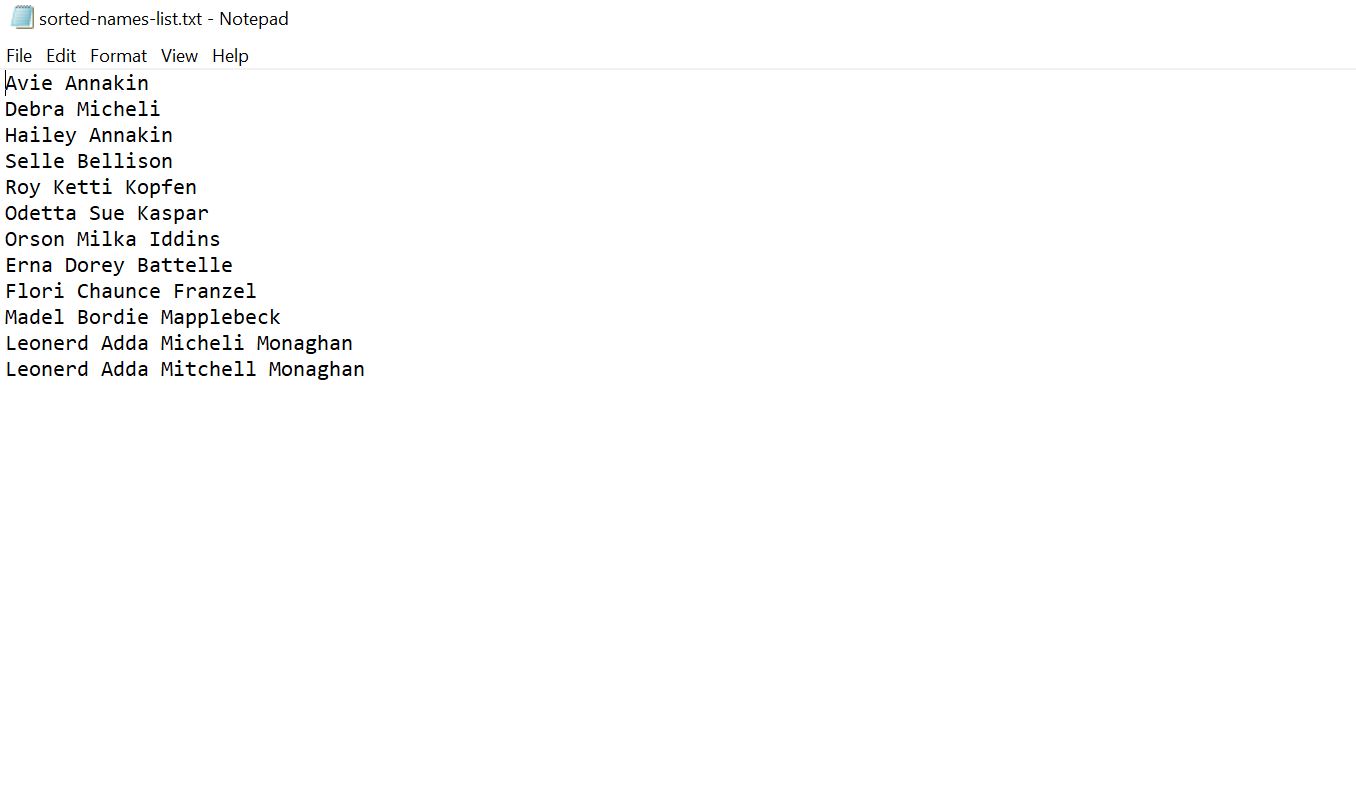 sorted-names-list.txt - Notepad
File Edit Format View Help
Avie Annakin
Debra Micheli
Hailey Annakin
Selle Bellison
Roy Ketti Kopfen
Odetta Sue Kaspar
Orson Milka Iddins
Erna Dorey Battelle
Flori Chaunce Franzel
Madel Bordie Mapplebeck
Leonerd Adda Micheli Monaghan
Leonerd Adda Mitchell Monaghan